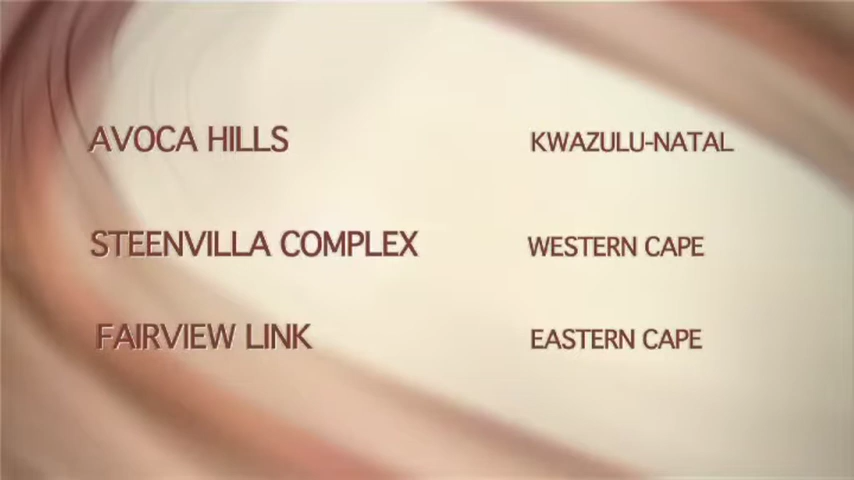 AVOCA HILLS KWAZULU-NATAL
STEENVILLA COMPLEX WESTERN CAPE
FAIRVIEW LINK EASTERN CAPE